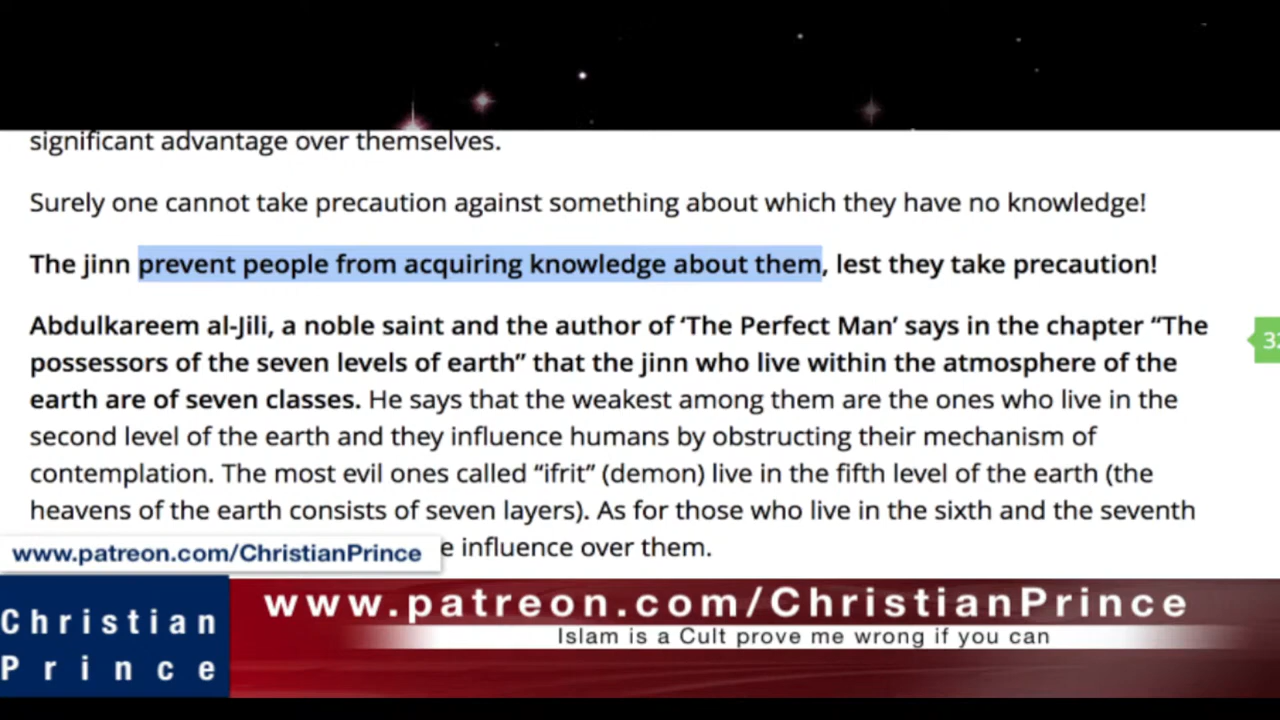 significant advantage over themselves.
Surely one cannot take precaution against something about which they have no knowledge!
The jinn prevent people from acquiring knowledge about them, lest they take precaution!
Abdulkareem al-Jili, a noble saint and the author of ‘The Perfect Man’ says in the chapter “The
possessors of the seven levels of earth” that the jinn who live within the atmosphere of the
earth are of seven classes. He says that the weakest among them are the ones who live in the
second level of the earth and they influence humans by obstructing their mechanism of
contemplation. The most evil ones called “ifrit” (demon) live in the fifth level of the earth (the
heavens of the earth consists of seven layers). As for those who live in the sixth and the seventh
e influence over them.
www.patreon.com/ChristianPrince
www.patreon.com/ChristianPrince
Islam is a Cult prove me wrong if you can
Christian
Prince